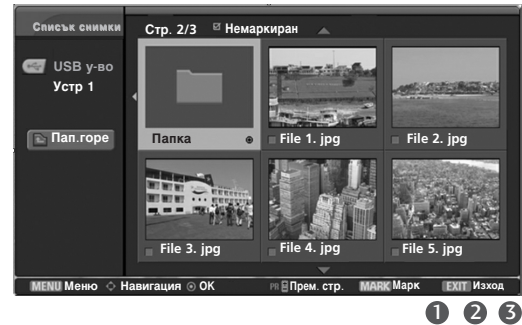 Списък снимки
Стр. 2/3 Немаркиран
USB у-во
Устр 1
Пап.горе
Папка
File 1. jpg
File 2. jpg
File 3. jpg
File 4. jpg
File 5. jpg
MENU Меню Навигация OK PR Прем. стр. MARK Марк EXIT Изход
1 2 3